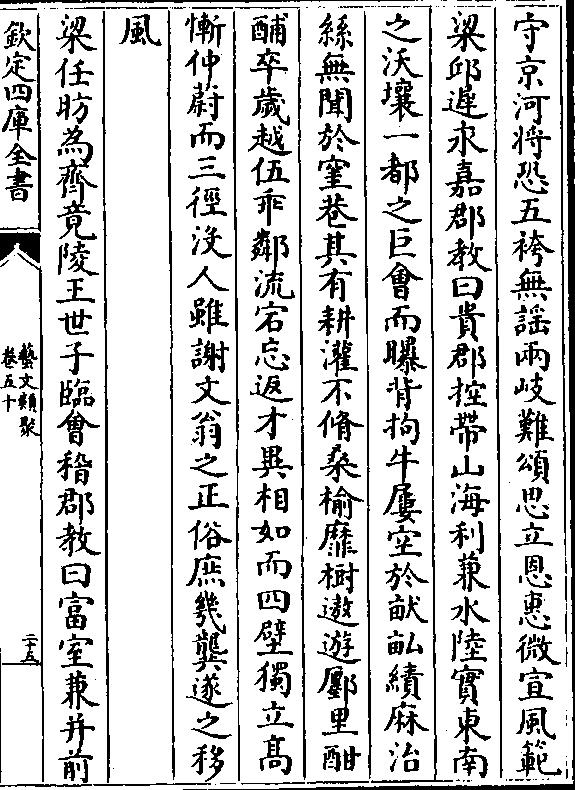 守京河将恐五袴無謡兩岐難頌思立恩惠微宣風範
梁邱遲永嘉郡教曰貴郡控帶山海利兼水陸實東南
之沃壤一都之巨會而曝背拘牛屢空於畎畝績麻治
絲無聞於窐巷其有耕灌不脩桑榆靡樹遨遊鄽里酣
酺卒歲越伍乖鄰流宕忘返才異相如而四壁獨立髙
慚仲蔚而三徑沒人雖謝文翁之正俗庶幾龔遂之移
風
梁任昉為齊竟陵王世子臨會稽郡教曰富室兼并前
欽定四庫全書
藝文類聚
卷五十
二十五